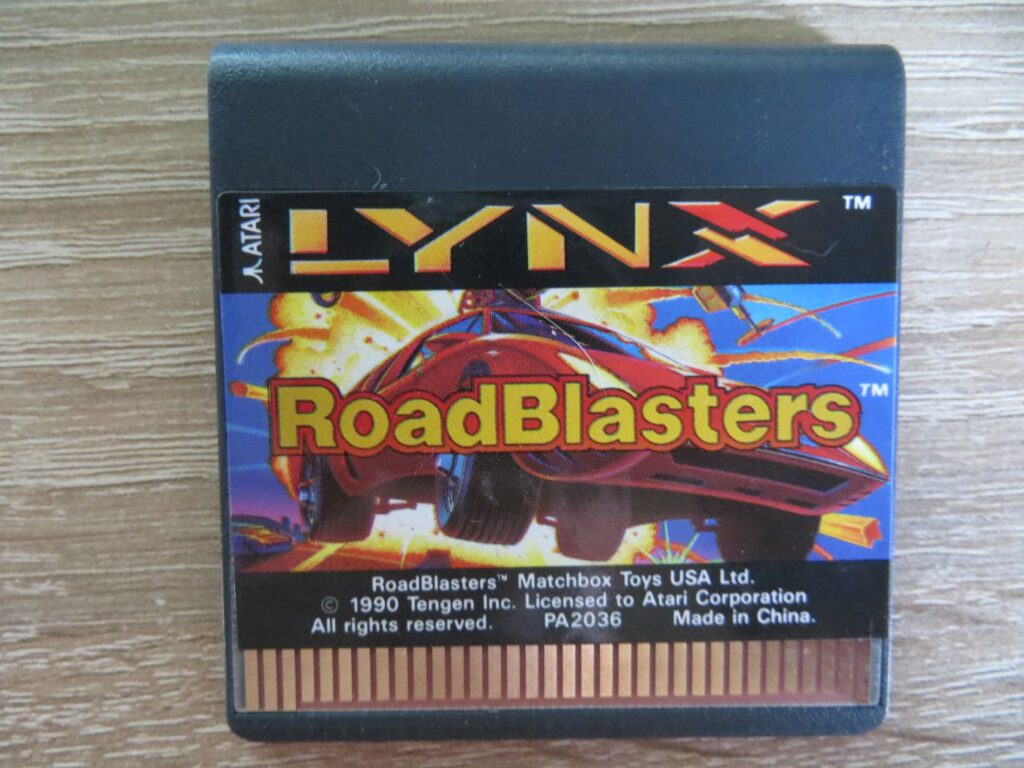 ATARI
LYNX™
RoadBlasters™
RoadBlasters™ Matchbox Toys USA Ltd.
© 1990 Tengen Inc. Licensed to Atari Corporation
All rights reserved. PA2036 Made in China.